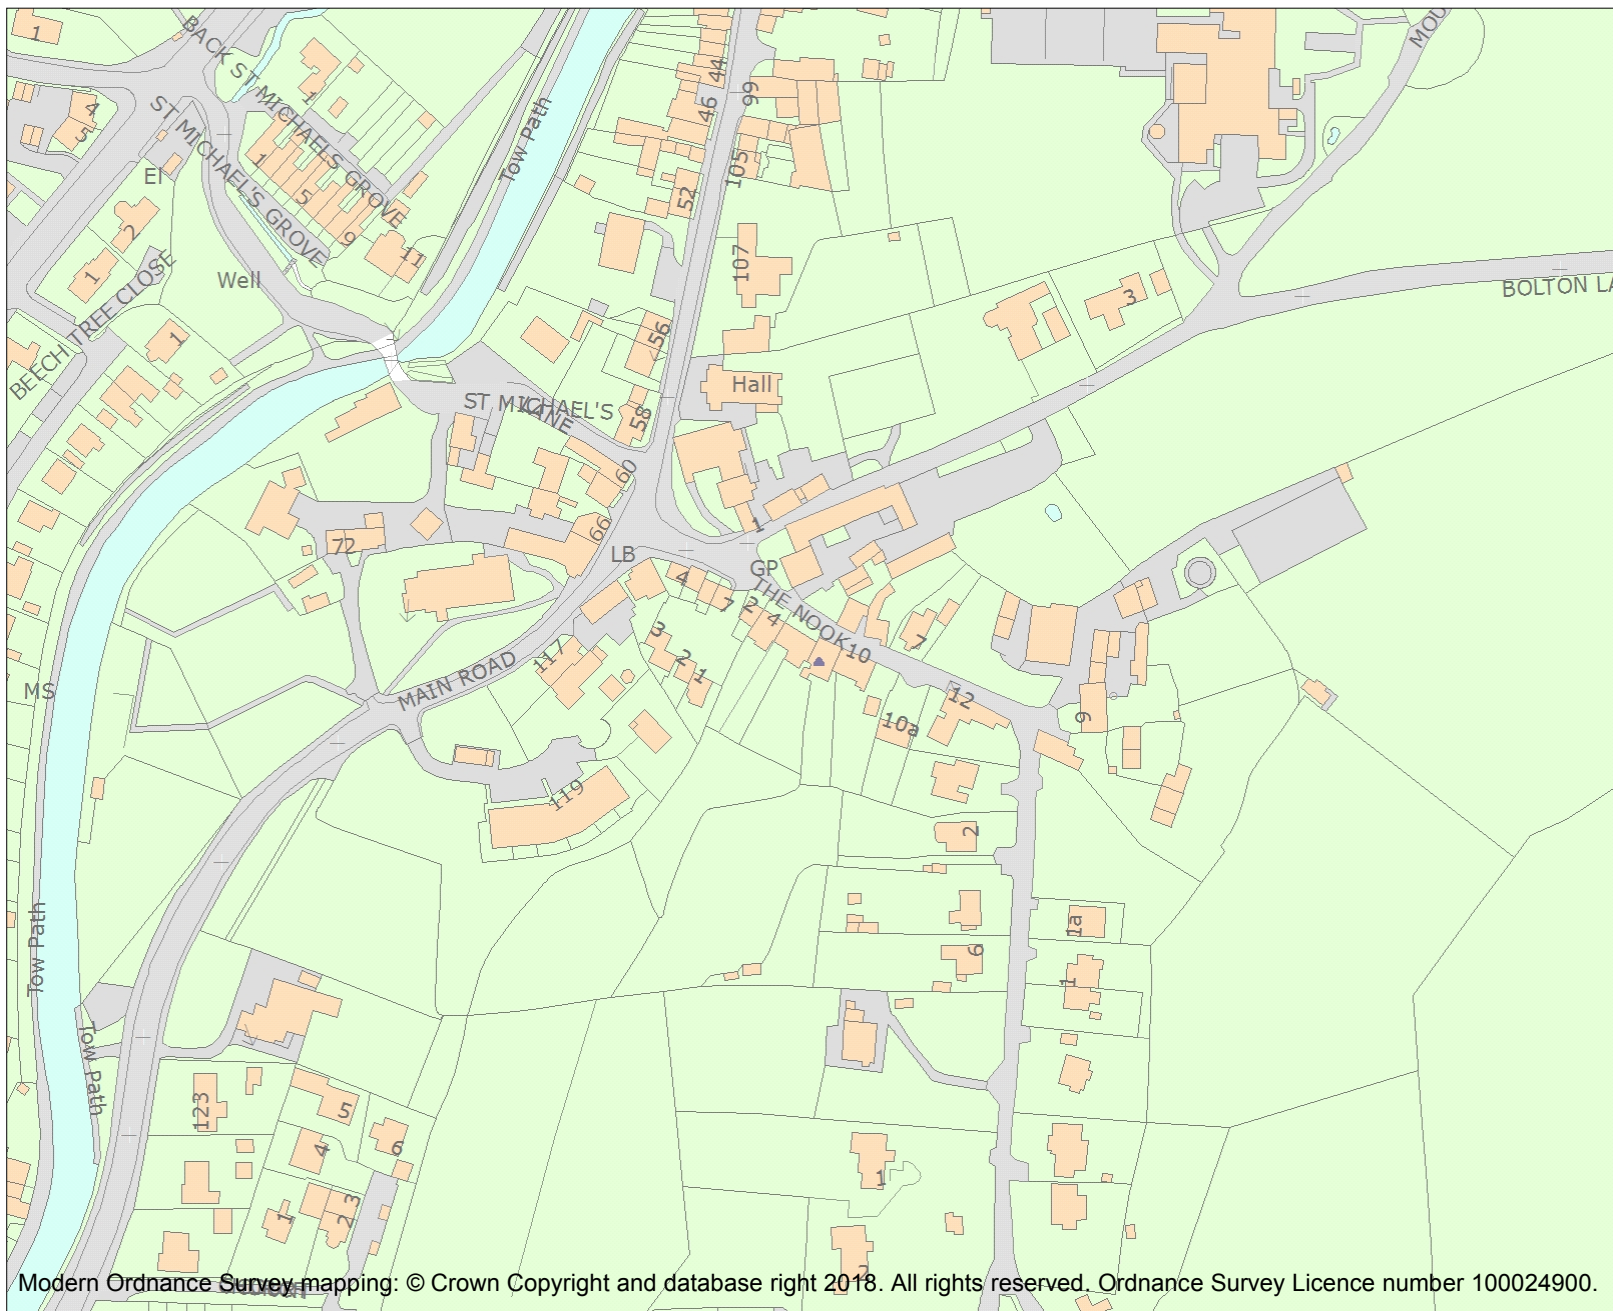 1
BACK ST MICHAELS GROVE
MOU
44
46
99
4
5
1
Tow Path
ST MICHAEL'S GROVE
105
1
5
9
El
52
2
11
1
107
Well
3
BOLTON LA
BEECH TREE CLOSE
1
56
Hall
ST MICHAEL'S
LANE
58
60
66
1
72
LB
GP
4
7
THE NOOK
2
4
10
7
3
2
1
117
MAIN ROAD
MS
12
10a
9
119
2
Tow Path
1a
6
1
Tow Path
123
5
4
6
1
1
2 3
2
Modern Ordnance Survey mapping: © Crown Copyright and database right 2018. All rights reserved. Ordnance Survey Licence number 100024900.